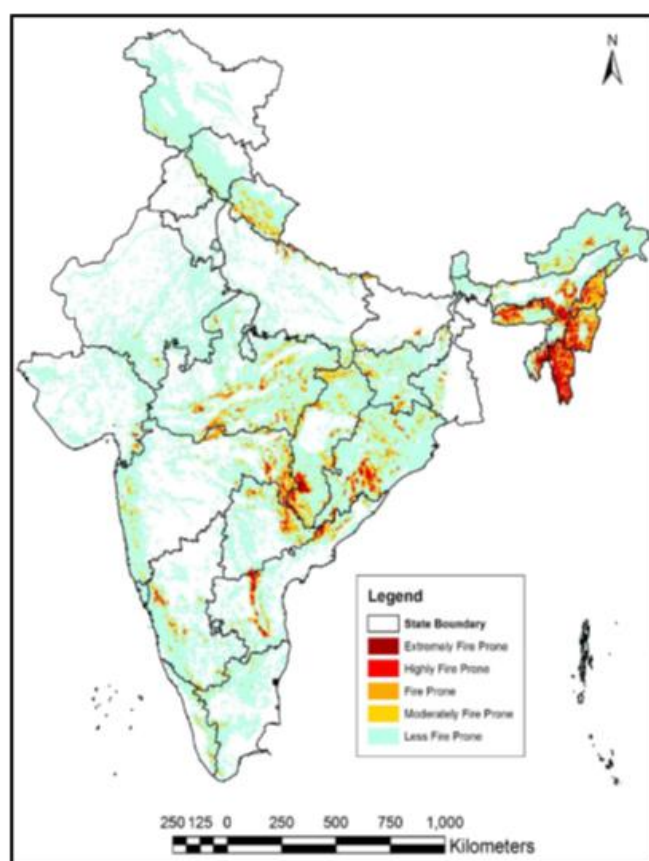 N
Legend
State Boundary
Extremely Fire Prone
Highly Fire Prone
Fire Prone
Moderately Fire Prone
Less Fire Prone
250 125 0 250 500 750 1,000
Kilometers